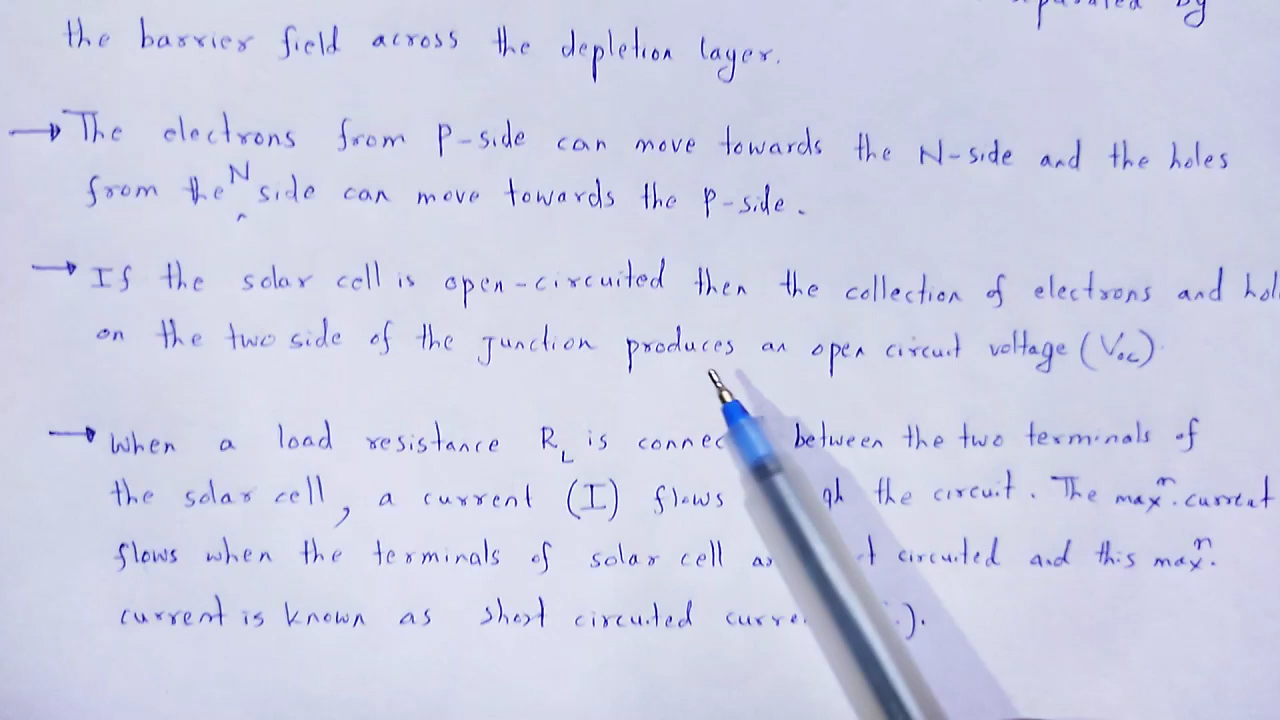 by
the barrier field across the depletion layer.
→ The electrons from P-side can move towards the N-side and the holes
from the N side can move towards the P-side.
→ If the solar cell is open-circuited then the collection of electrons and
on the two side of the junction produces an open circuit voltage (Voc).
→ When a load resistance RL is between the two terminals of
the solar cell, a current (I) flows the circuit. The maxm. current
flows when the terminals of solar cell circuited and this maxm.
current is known as short circuited